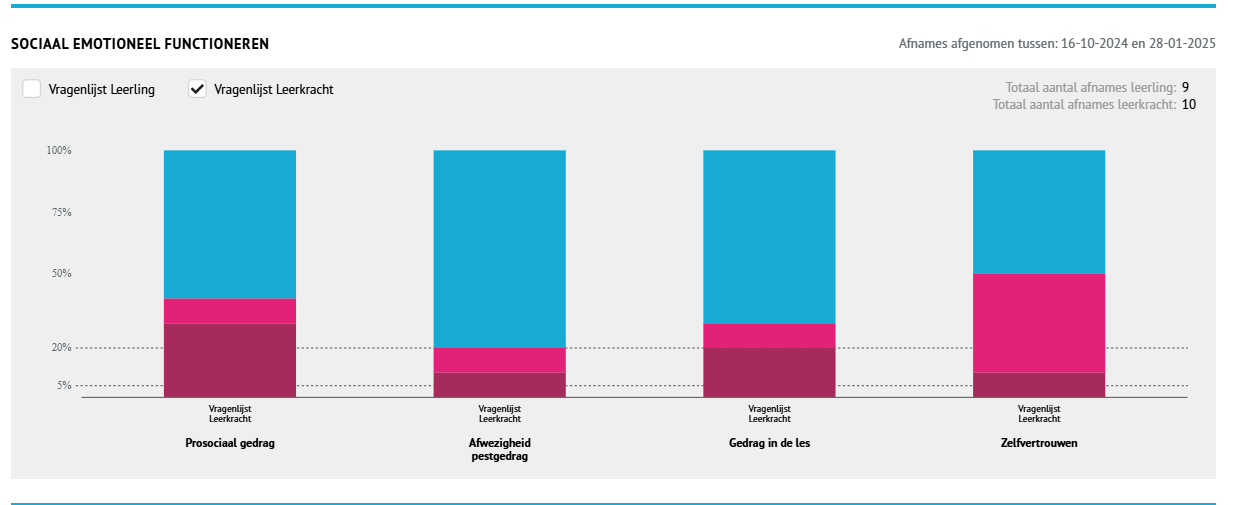 SOCIAAL EMOTIONEEL FUNCTIONEREN
Afnames afgenomen tussen: 16-10-2024 en 28-01-2025
Vragenlijst Leerling
Vragenlijst Leerkracht
Totaal aantal afnames leerling: 9
Totaal aantal afnames leerkracht: 10
100%
75%
50%
20%
5%
Vragenlijst
Leerkracht
Prosociaal gedrag
Vragenlijst
Leerkracht
Afwezigheid
pestgedrag
Vragenlijst
Leerkracht
Gedrag in de les
Vragenlijst
Leerkracht
Zelfvertrouwen